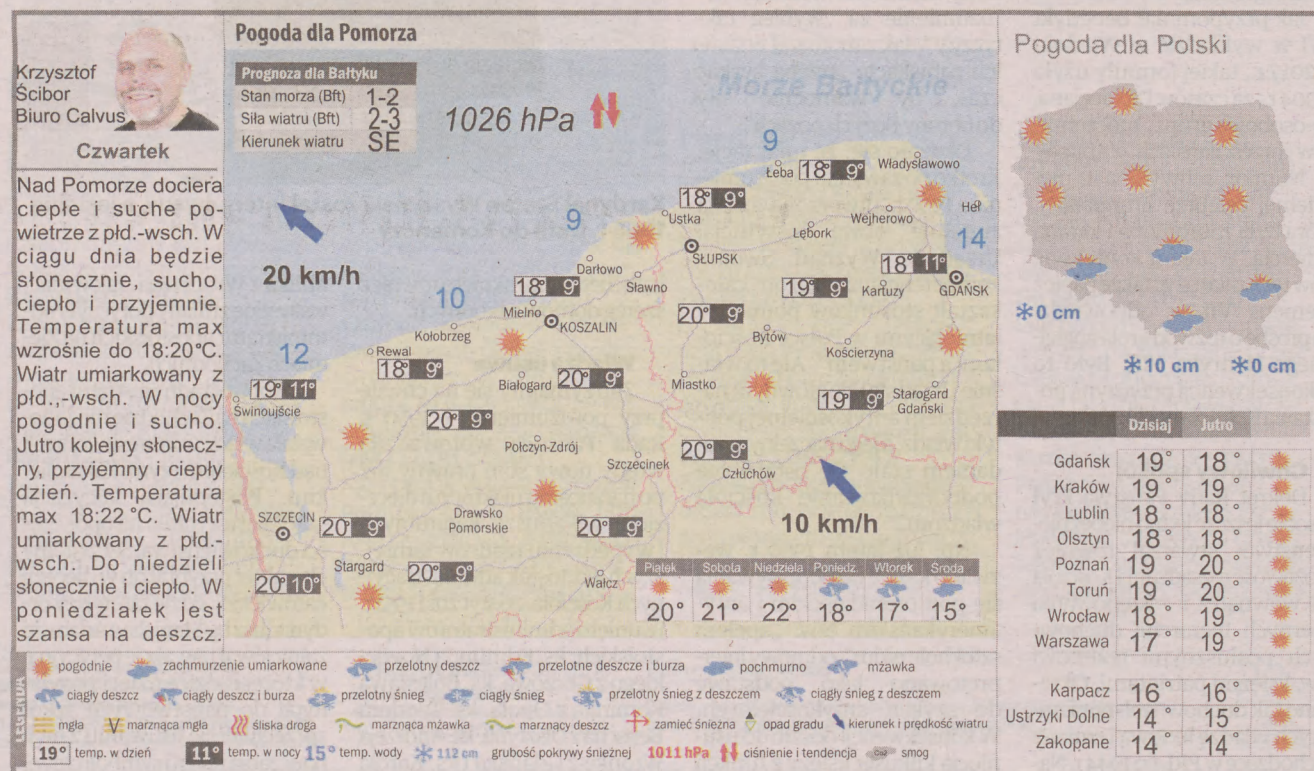 Krzysztof
Ścibor
Biuro Calvus
Czwartek
Nad Pomorze dociera
ciepłe i suche po-
wietrze z płd.-wsch. W
ciągu dnia będzie
słonecznie, sucho,
ciepło i przyjemnie.
Temperatura max
wzrośnie do 18:20°C.
Wiatr umiarkowany z
płd.,-wsch. W nocy
pogodnie i sucho.
Jutro kolejny słonecz-
ny, przyjemny i ciepły
dzień. Temperatura
max 18:22 °C. Wiatr
umiarkowany z płd.-
wsch. Do niedzieli
słonecznie i ciepło. W
poniedziałek jest
szansa na deszcz.
Pogoda dla Pomorza
Prognoza dla Bałtyku
Stan morza (Bft) 1-2
Siła wiatru (Bft) 2-3
Kierunek wiatru SE
1026 hPa
Morze Bałtyckie
9
Łeba 18° 9°
Władysławowo
18° 9°
Ustka
9
Wejherowo
Hel
Lębork
14
SŁUPSK
18° 11°
Darłowo
Sławno
GDAŃSK
20 km/h
18° 9°
19° 9°
Kartuzy
10
Mielno
KOSZALIN
20° 9°
Kołobrzeg
Bytów
Kościerzyna
12
Rewal
18° 9°
Białogard
20° 9°
Miastko
19° 11°
Świnoujście
19° 9°
Starogard
Gdański
20° 9°
Połczyn-Zdrój
Szczecinek
20° 9°
Człuchów
Drawsko
Pomorskie
SZCZECIN
20° 9°
20° 9°
10 km/h
Stargard
20° 10°
20° 9°
Wałcz
Piątek Sobota Niedziela Poniedz. Wtorek Środa
20° 21° 22° 18° 17° 15°
Pogoda dla Polski
0 cm
10 cm 0 cm
Dzisiaj Jutro
Gdańsk 19° 18°
Kraków 19° 19°
Lublin 18° 18°
Olsztyn 18° 18°
Poznań 19° 20°
Toruń 19° 20°
Wrocław 18° 19°
Warszawa 17° 19°
Karpacz 16° 16°
Ustrzyki Dolne 14° 15°
Zakopane 14° 14°
LEGENDA
pogodnie zachmurzenie umiarkowane przelotny deszcz przelotne deszcze i burza pochmurno mżawka
ciągły deszcz ciągły deszcz i burza przelotny śnieg ciągły śnieg przelotny śnieg z deszczem ciągły śnieg z deszczem
mgła marznąca mgła śliska droga marznąca mżawka marznący deszcz zamieć śnieżna opad gradu kierunek i prędkość wiatru
19° temp. w dzień 11° temp. w nocy 15° temp. wody 112 cm grubość pokrywy śnieżnej 1011 hPa ciśnienie i tendencja smog